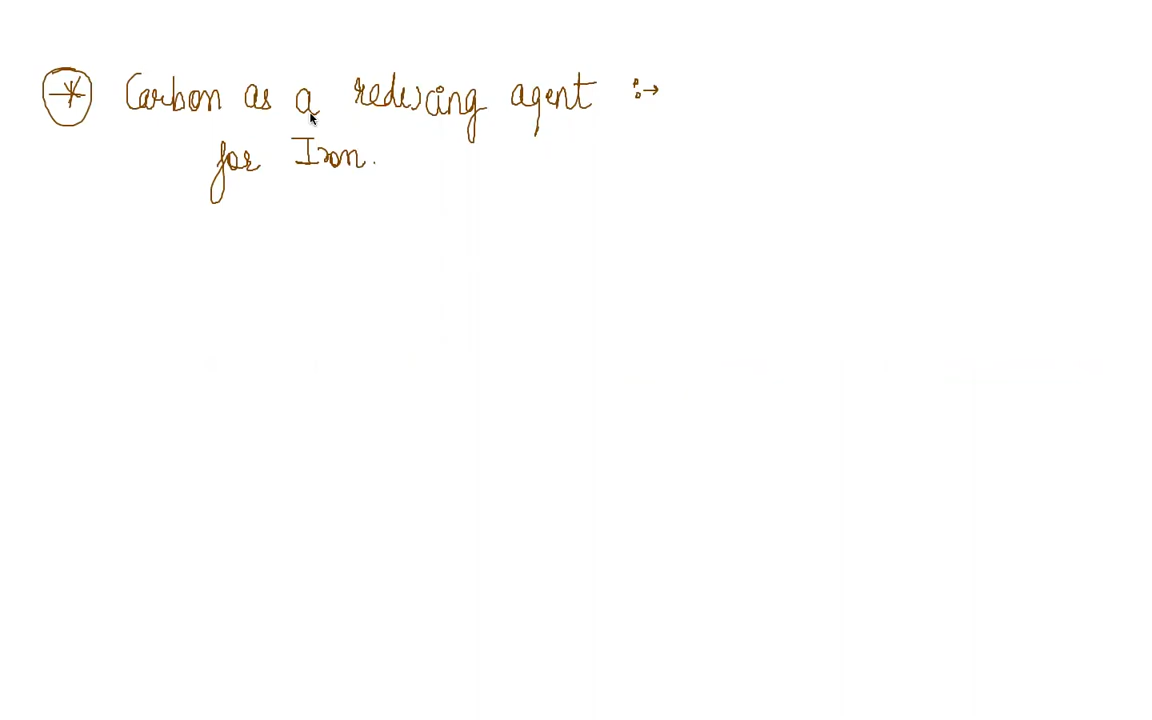 * Carbon as a reducing agent :→
for Iron.